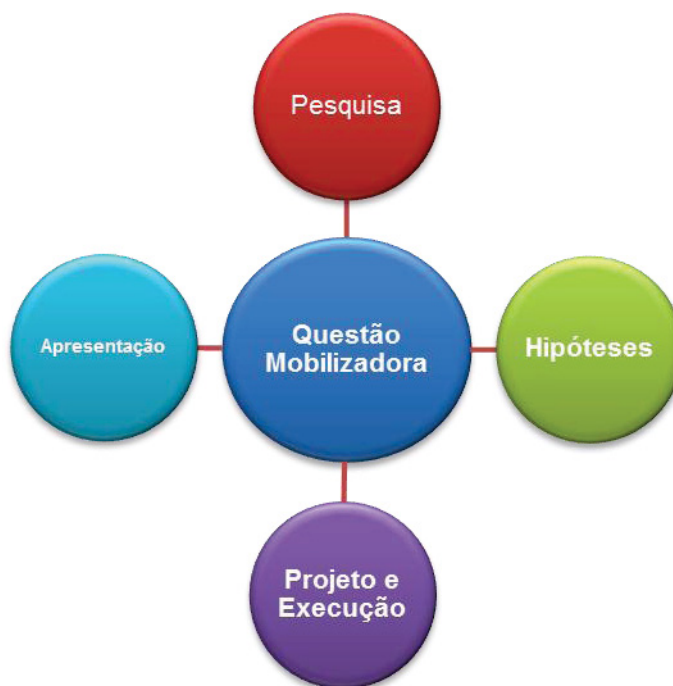 Pesquisa
Apresentação
Questão
Mobilizadora
Hipóteses
Projeto e
Execução